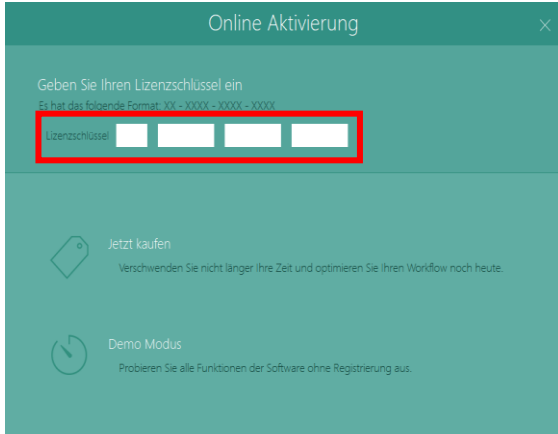 Online Aktivierung
Geben Sie Ihren Lizenzschlüssel ein
Es hat das folgende Format: XX - XXXX - XXXX - XXXX
Lizenzschlüssel
Jetzt kaufen
Verschwenden Sie nicht länger Ihre Zeit und optimieren Sie Ihren Workflow noch heute.
Demo Modus
Probieren Sie alle Funktionen der Software ohne Registrierung aus.